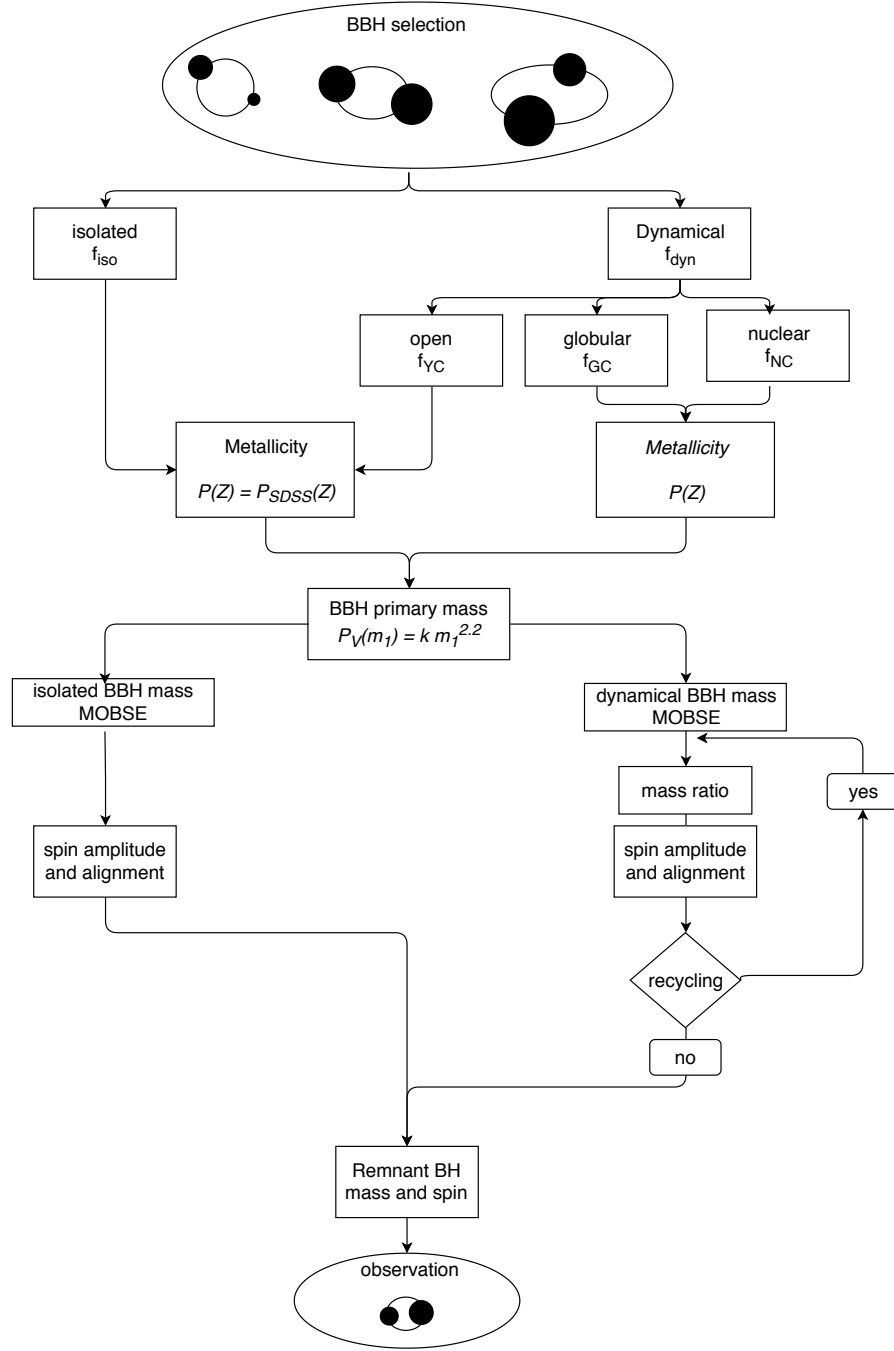 BBH selection
isolated
f_iso
Dynamical
f_dyn
open
f_YC
globular
f_GC
nuclear
f_NC
Metallicity
P(Z) = P_SDSS(Z)
Metallicity
P(Z)
BBH primary mass
P_V(m_1) = k m_1^2.2
isolated BBH mass
MOBSE
dynamical BBH mass
MOBSE
mass ratio
yes
spin amplitude
and alignment
spin amplitude
and alignment
recycling
no
Remnant BH
mass and spin
observation